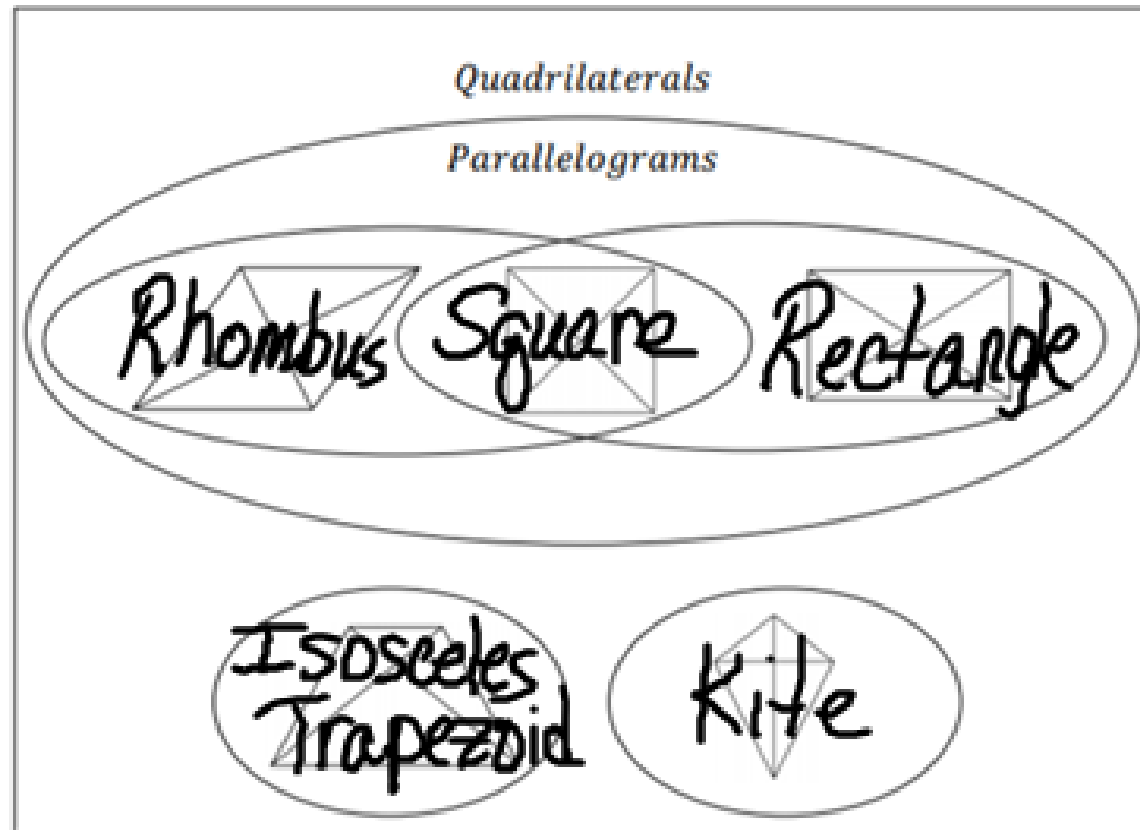 Quadrilaterals
Parallelograms
Rhombus Square Rectangle
Isosceles
Trapezoid
Kite